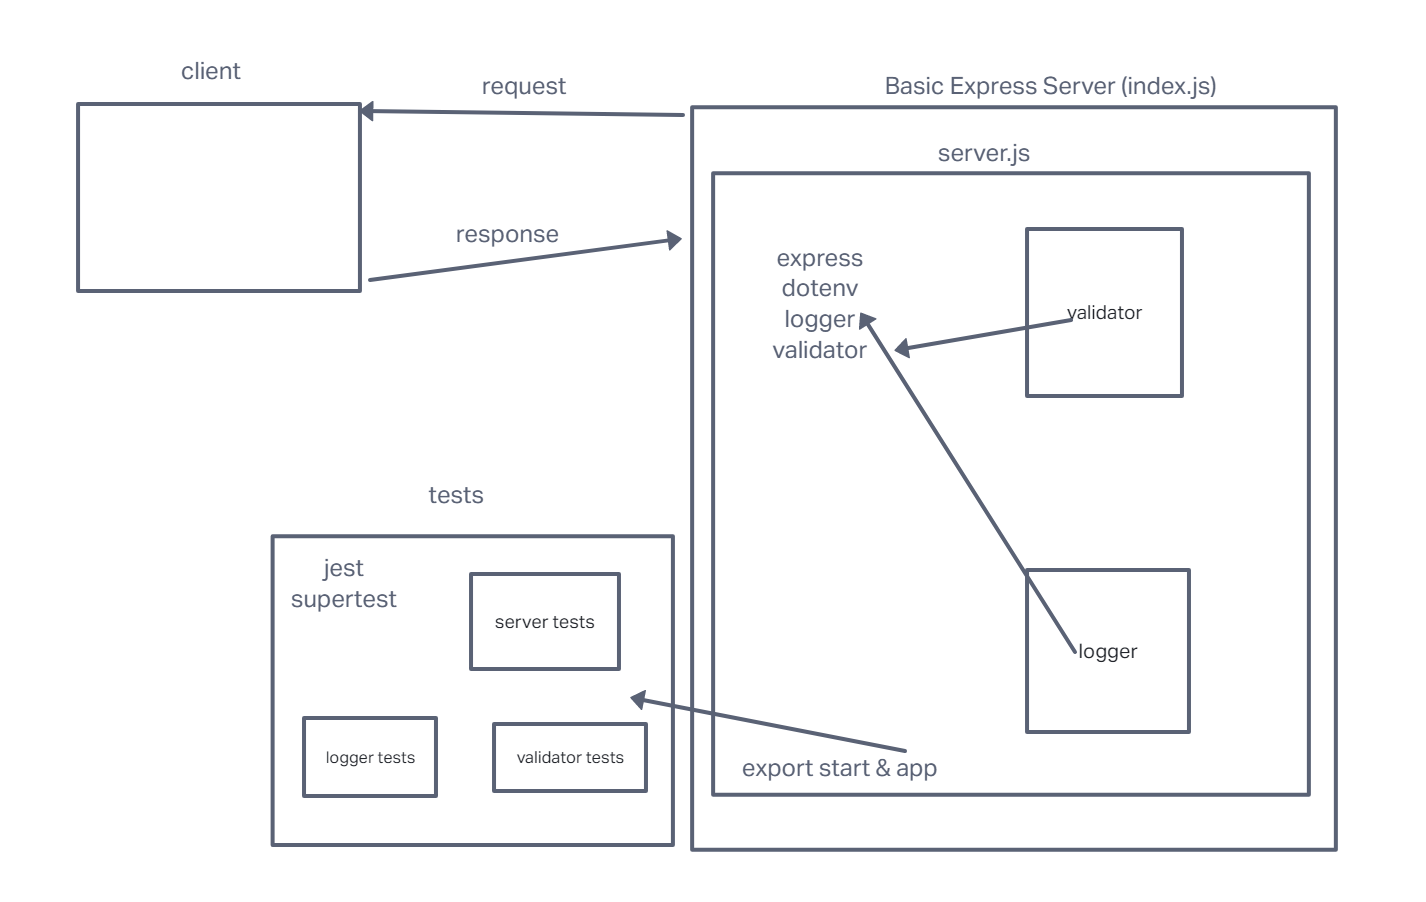 client
request
Basic Express Server (index.js)
server.js
response
express
dotenv
logger
validator
validator
tests
jest
supertest
server tests
logger
logger tests
validator tests
export start & app